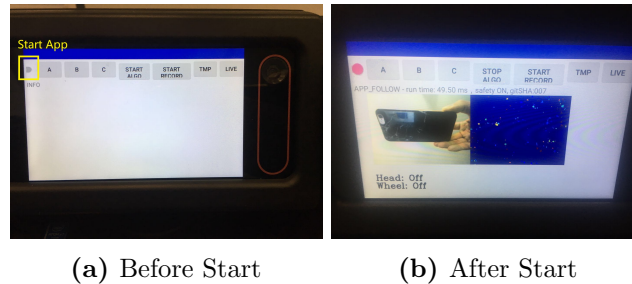 Start App
A B C START ALGO START RECORD TMP LIVE
INFO
A B C STOP ALGO START RECORD TMP LIVE
APP_FOLLOW - run time: 49.50 ms , safety ON, gitSHA:007
Head: Off
Wheel: Off
(a) Before Start
(b) After Start